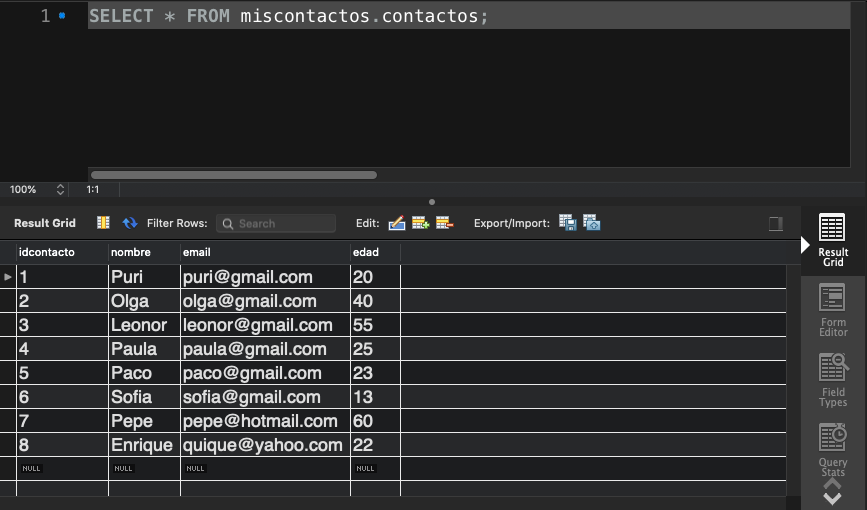 1 SELECT * FROM miscontactos.contactos;
100% 1:1
Result Grid Filter Rows: Search Edit: Export/Import:
idcontacto nombre email edad
1 Puri puri@gmail.com 20
2 Olga olga@gmail.com 40
3 Leonor leonor@gmail.com 55
4 Paula paula@gmail.com 25
5 Paco paco@gmail.com 23
6 Sofia sofia@gmail.com 13
7 Pepe pepe@hotmail.com 60
8 Enrique quique@yahoo.com 22
NULL NULL NULL NULL
Result
Grid
Form
Editor
Field
Types
Query
Stats